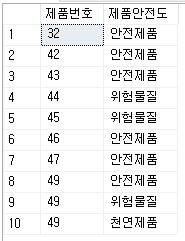 제품번호 제품안전도
1 32 안전제품
2 42 안전제품
3 43 안전제품
4 44 위험물질
5 45 위험물질
6 46 안전제품
7 47 안전제품
8 49 안전제품
9 49 위험물질
10 49 천연제품